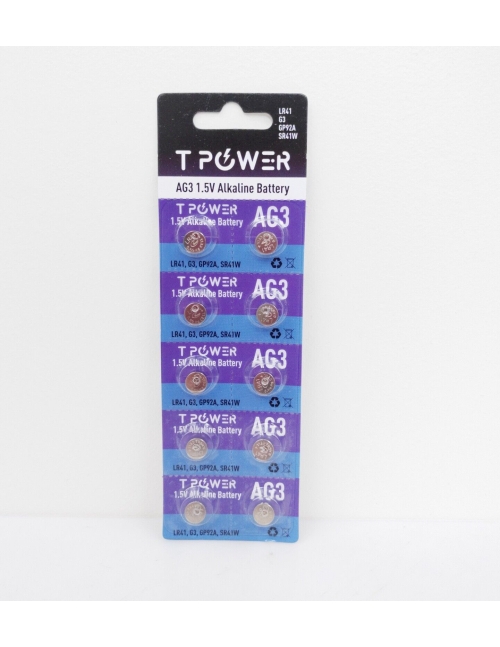 LR41
G3
GP92A
SR41W
T POWER
AG3 1.5V Alkaline Battery
T POWER AG3
1.5V Alkaline Battery
LR41, G3, GP92A, SR41W
T POWER AG3
1.5V Alkaline Battery
LR41, G3, GP92A, SR41W
T POWER AG3
1.5V Alkaline Battery
LR41, G3, GP92A, SR41W
T POWER AG3
1.5V Alkaline Battery
LR41, G3, GP92A, SR41W
T POWER AG3
1.5V Alkaline Battery
LR41, G3, GP92A, SR41W